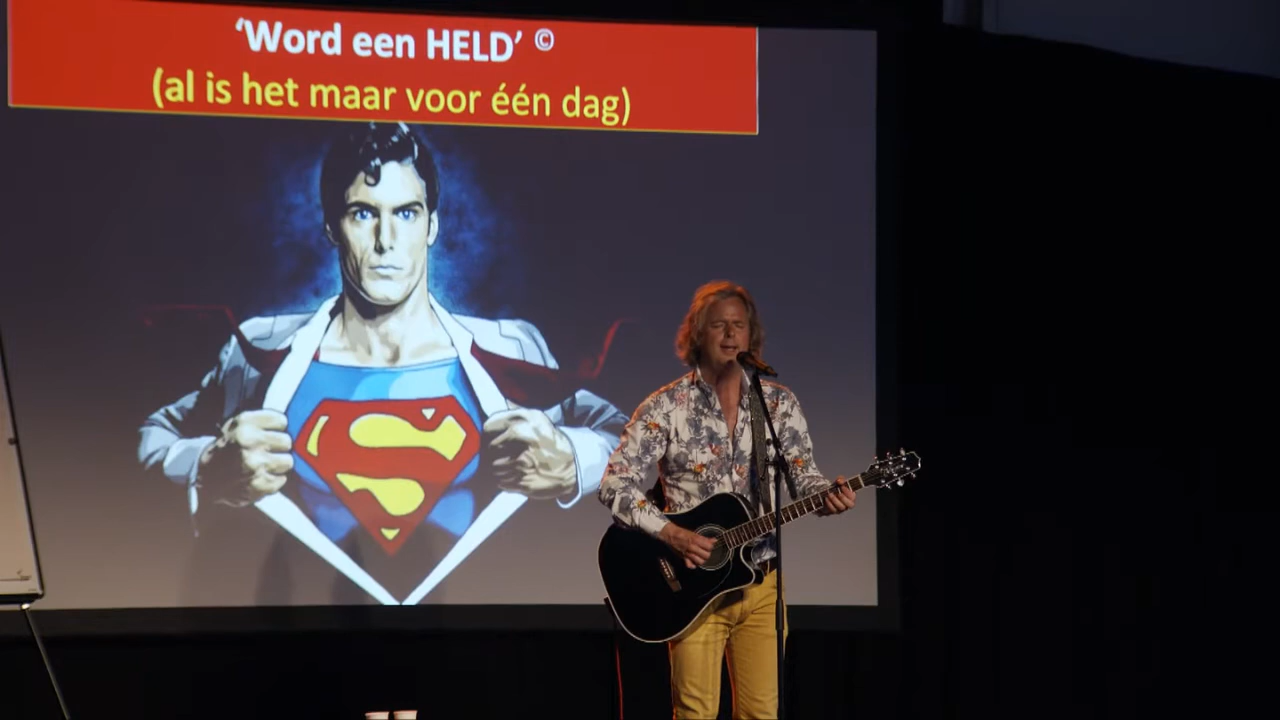 ‘Word een HELD’ ©
(al is het maar voor één dag)